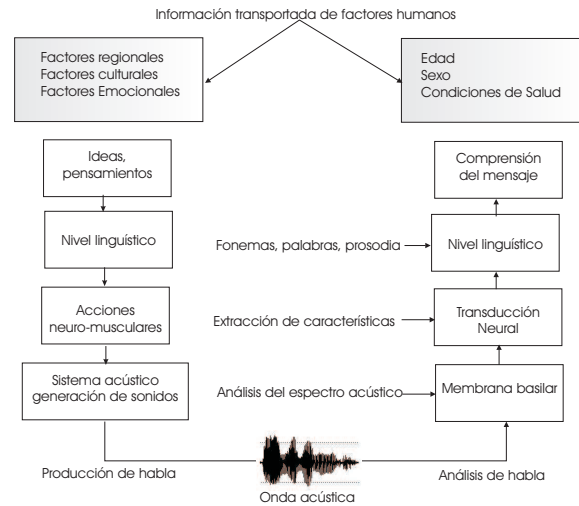 Información transportada de factores humanos
Factores regionales
Factores culturales
Factores Emocionales
Edad
Sexo
Condiciones de Salud
Ideas,
pensamientos
Nivel linguístico
Acciones
neuro-musculares
Sistema acústico
generación de sonidos
Producción de habla
Onda acústica
Análisis de habla
Comprensión
del mensaje
Fonemas, palabras, prosodia
Nivel linguístico
Extracción de características
Transducción
Neural
Análisis del espectro acústico
Membrana basilar